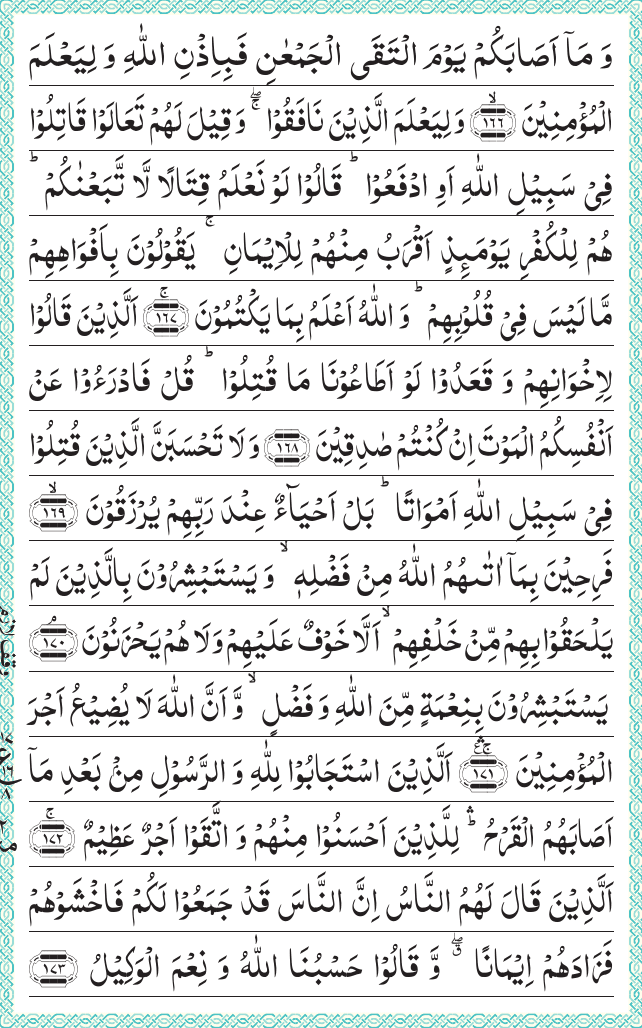 وَ مَاۤ اَصَابَكُمۡ يَوۡمَ الۡتَقَى الۡجَمۡعٰنِ فَبِاِذۡنِ اللّٰهِ وَ لِيَعۡلَمَ
الۡمُؤۡمِنِيۡنَ ۙ‏﴿۱۶۶﴾ وَلِيَعۡلَمَ الَّذِيۡنَ نَافَقُوۡا ۖۚ وَقِيۡلَ لَهُمۡ تَعَالَوۡا قَاتِلُوۡا
فِىۡ سَبِيۡلِ اللّٰهِ اَوِ ادۡفَعُوۡا ؕ قَالُوۡا لَوۡ نَعۡلَمُ قِتَالًا لَّا تَّبَعۡنٰكُمۡ ؕ
هُمۡ لِلۡكُفۡرِ يَوۡمَئِذٍ اَقۡرَبُ مِنۡهُمۡ لِلۡاِيۡمَانِ ۚ يَقُوۡلُوۡنَ بِاَفۡوَاهِهِمۡ
مَّا لَيۡسَ فِىۡ قُلُوۡبِهِمۡ ؕ وَ اللّٰهُ اَعۡلَمُ بِمَا يَكۡتُمُوۡنَ ۚ‏﴿۱۶۷﴾ اَلَّذِيۡنَ قَالُوۡا
لِاِخۡوَانِهِمۡ وَ قَعَدُوۡا لَوۡ اَطَاعُوۡنَا مَا قُتِلُوۡا ؕ قُلۡ فَادۡرَءُوۡا عَنۡ
اَنۡفُسِكُمُ الۡمَوۡتَ اِنۡ كُنۡتُمۡ صٰدِقِيۡنَ ﴿۱۶۸﴾ وَلَا تَحۡسَبَنَّ الَّذِيۡنَ قُتِلُوۡا
فِىۡ سَبِيۡلِ اللّٰهِ اَمۡوَاتًا ؕ بَلۡ اَحۡيَآءٌ عِنۡدَ رَبِّهِمۡ يُرۡزَقُوۡنَ ۙ‏﴿۱۶۹﴾
فَرِحِيۡنَ بِمَاۤ اٰتٰٮهُمُ اللّٰهُ مِنۡ فَضۡلِهٖ ۙ وَ يَسۡتَبۡشِرُوۡنَ بِالَّذِيۡنَ لَمۡ
يَلۡحَقُوۡا بِهِمۡ مِّنۡ خَلۡفِهِمۡ ۙ اَلَّا خَوۡفٌ عَلَيۡهِمۡ وَلَا هُمۡ يَحۡزَنُوۡنَ ۘ‏﴿۱۷۰﴾
يَسۡتَبۡشِرُوۡنَ بِنِعۡمَةٍ مِّنَ اللّٰهِ وَ فَضۡلٍ ۙ وَّ اَنَّ اللّٰهَ لَا يُضِيۡعُ اَجۡرَ
الۡمُؤۡمِنِيۡنَ ۛۚ ‏﴿۱۷۱﴾ اَلَّذِيۡنَ اسۡتَجَابُوۡا لِلّٰهِ وَ الرَّسُوۡلِ مِنۡۢ بَعۡدِ مَاۤ
اَصَابَهُمُ الۡقَرۡحُ ۛؕ لِلَّذِيۡنَ اَحۡسَنُوۡا مِنۡهُمۡ وَ اتَّقَوۡا اَجۡرٌ عَظِيۡمٌ ۚ‏﴿۱۷۲﴾
اَلَّذِيۡنَ قَالَ لَهُمُ النَّاسُ اِنَّ النَّاسَ قَدۡ جَمَعُوۡا لَكُمۡ فَاخۡشَوۡهُمۡ
فَزَادَهُمۡ اِيۡمَانًا ۖۗ وَّ قَالُوۡا حَسۡبُنَا اللّٰهُ وَ نِعۡمَ الۡوَكِيۡلُ ﴿۱۷۳﴾